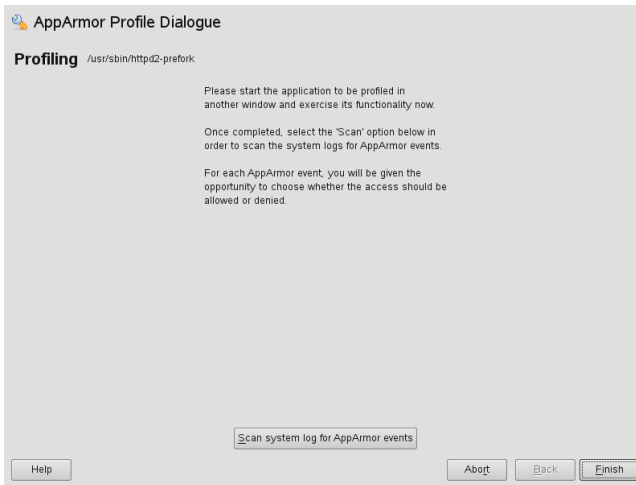 AppArmor Profile Dialogue
Profiling /usr/sbin/httpd2-prefork
Please start the application to be profiled in
another window and exercise its functionality now.
Once completed, select the 'Scan' option below in
order to scan the system logs for AppArmor events.
For each AppArmor event, you will be given the
opportunity to choose whether the access should be
allowed or denied.
Scan system log for AppArmor events
Help Abort Back Finish